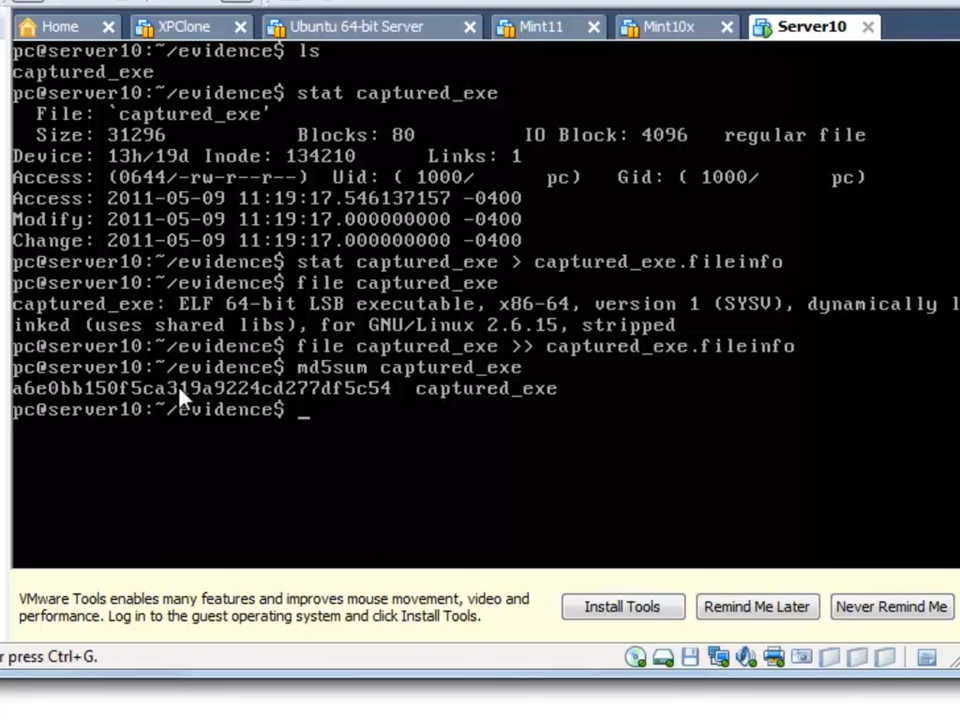 Home XPClone Ubuntu 64-bit Server Mint11 Mint10x Server10
pc@server10:~/evidence$ ls
captured_exe
pc@server10:~/evidence$ stat captured_exe
File: `captured_exe'
Size: 31296 Blocks: 80 IO Block: 4096 regular file
Device: 13h/19d Inode: 134210 Links: 1
Access: (0644/-rw-r--r--) Uid: ( 1000/ pc) Gid: ( 1000/ pc)
Access: 2011-05-09 11:19:17.546137157 -0400
Modify: 2011-05-09 11:19:17.000000000 -0400
Change: 2011-05-09 11:19:17.000000000 -0400
pc@server10:~/evidence$ stat captured_exe > captured_exe.fileinfo
pc@server10:~/evidence$ file captured_exe
captured_exe: ELF 64-bit LSB executable, x86-64, version 1 (SYSV), dynamically l
inked (uses shared libs), for GNU/Linux 2.6.15, stripped
pc@server10:~/evidence$ file captured_exe >> captured_exe.fileinfo
pc@server10:~/evidence$ md5sum captured_exe
a6e0bb150f5ca319a9224cd277df5c54 captured_exe
pc@server10:~/evidence$ _
VMware Tools enables many features and improves mouse movement, video and
performance. Log in to the guest operating system and click Install Tools.
Install Tools Remind Me Later Never Remind Me
r press Ctrl+G.